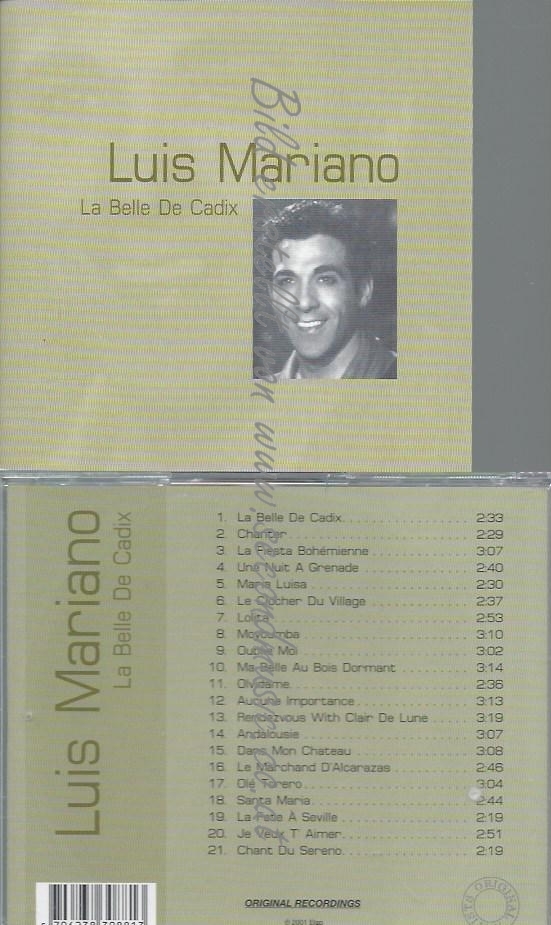 Luis Mariano
La Belle De Cadix
Luis Mariano
La Belle De Cadix
1. La Belle De Cadix 2:33
2. Chanter 2:29
3. La Fiesta Bohémienne 3:07
4. Une Nuit A Grenade 2:40
5. Maria Luisa 2:30
6. Le Clocher Du Village 2:37
7. Lolita 2:53
8. Moyoumba 3:10
9. Oublie Moi 3:02
10. Ma Belle Au Bois Dormant 3:14
11. Olvidame 2:36
12. Aucune Importance 3:13
13. Rendezvous With Clair De Lune 3:19
14. Andalousie 3:07
15. Dans Mon Chateau 3:08
16. Le Marchand D'Alcarazas 2:46
17. Olé Torero 3:04
18. Santa Maria 2:44
19. La Fete À Seville 2:19
20. Je Veux T' Aimer 2:51
21. Chant Du Sereno 2:19
ORIGINAL RECORDINGS
© 2001 Elap
ORIGINAL